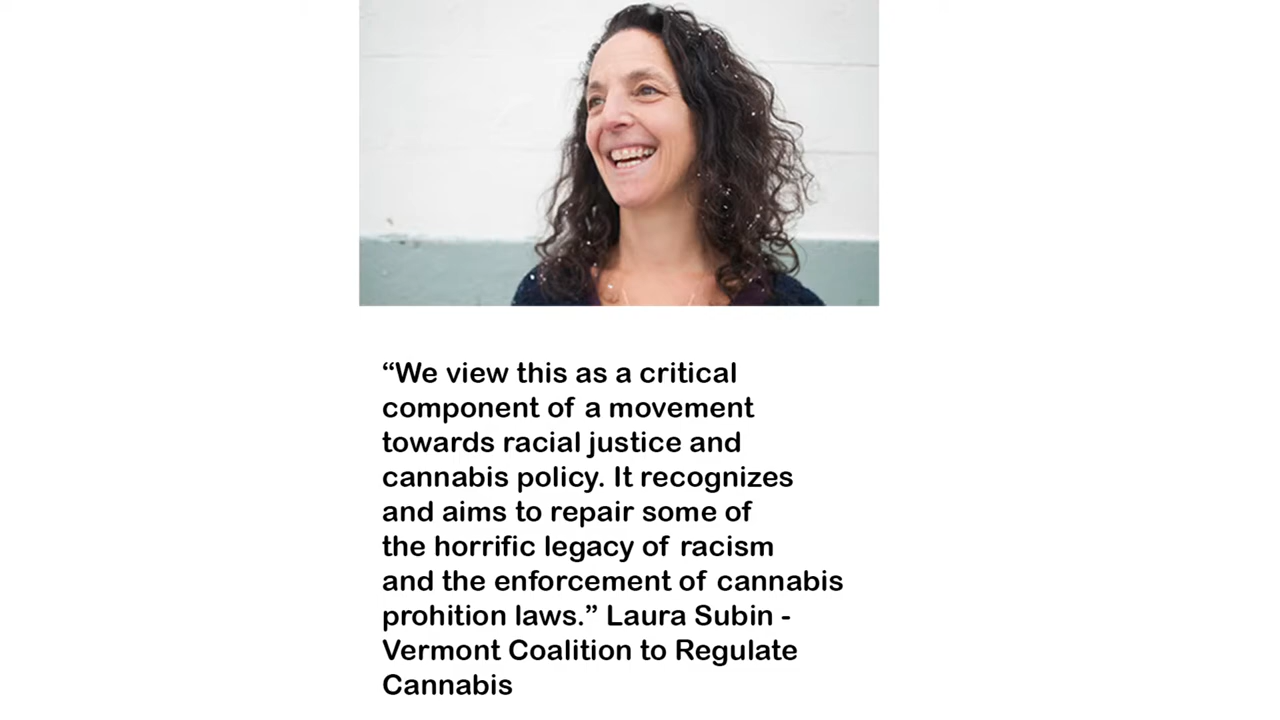 “We view this as a critical
component of a movement
towards racial justice and
cannabis policy. It recognizes
and aims to repair some of
the horrific legacy of racism
and the enforcement of cannabis
prohition laws.” Laura Subin -
Vermont Coalition to Regulate
Cannabis